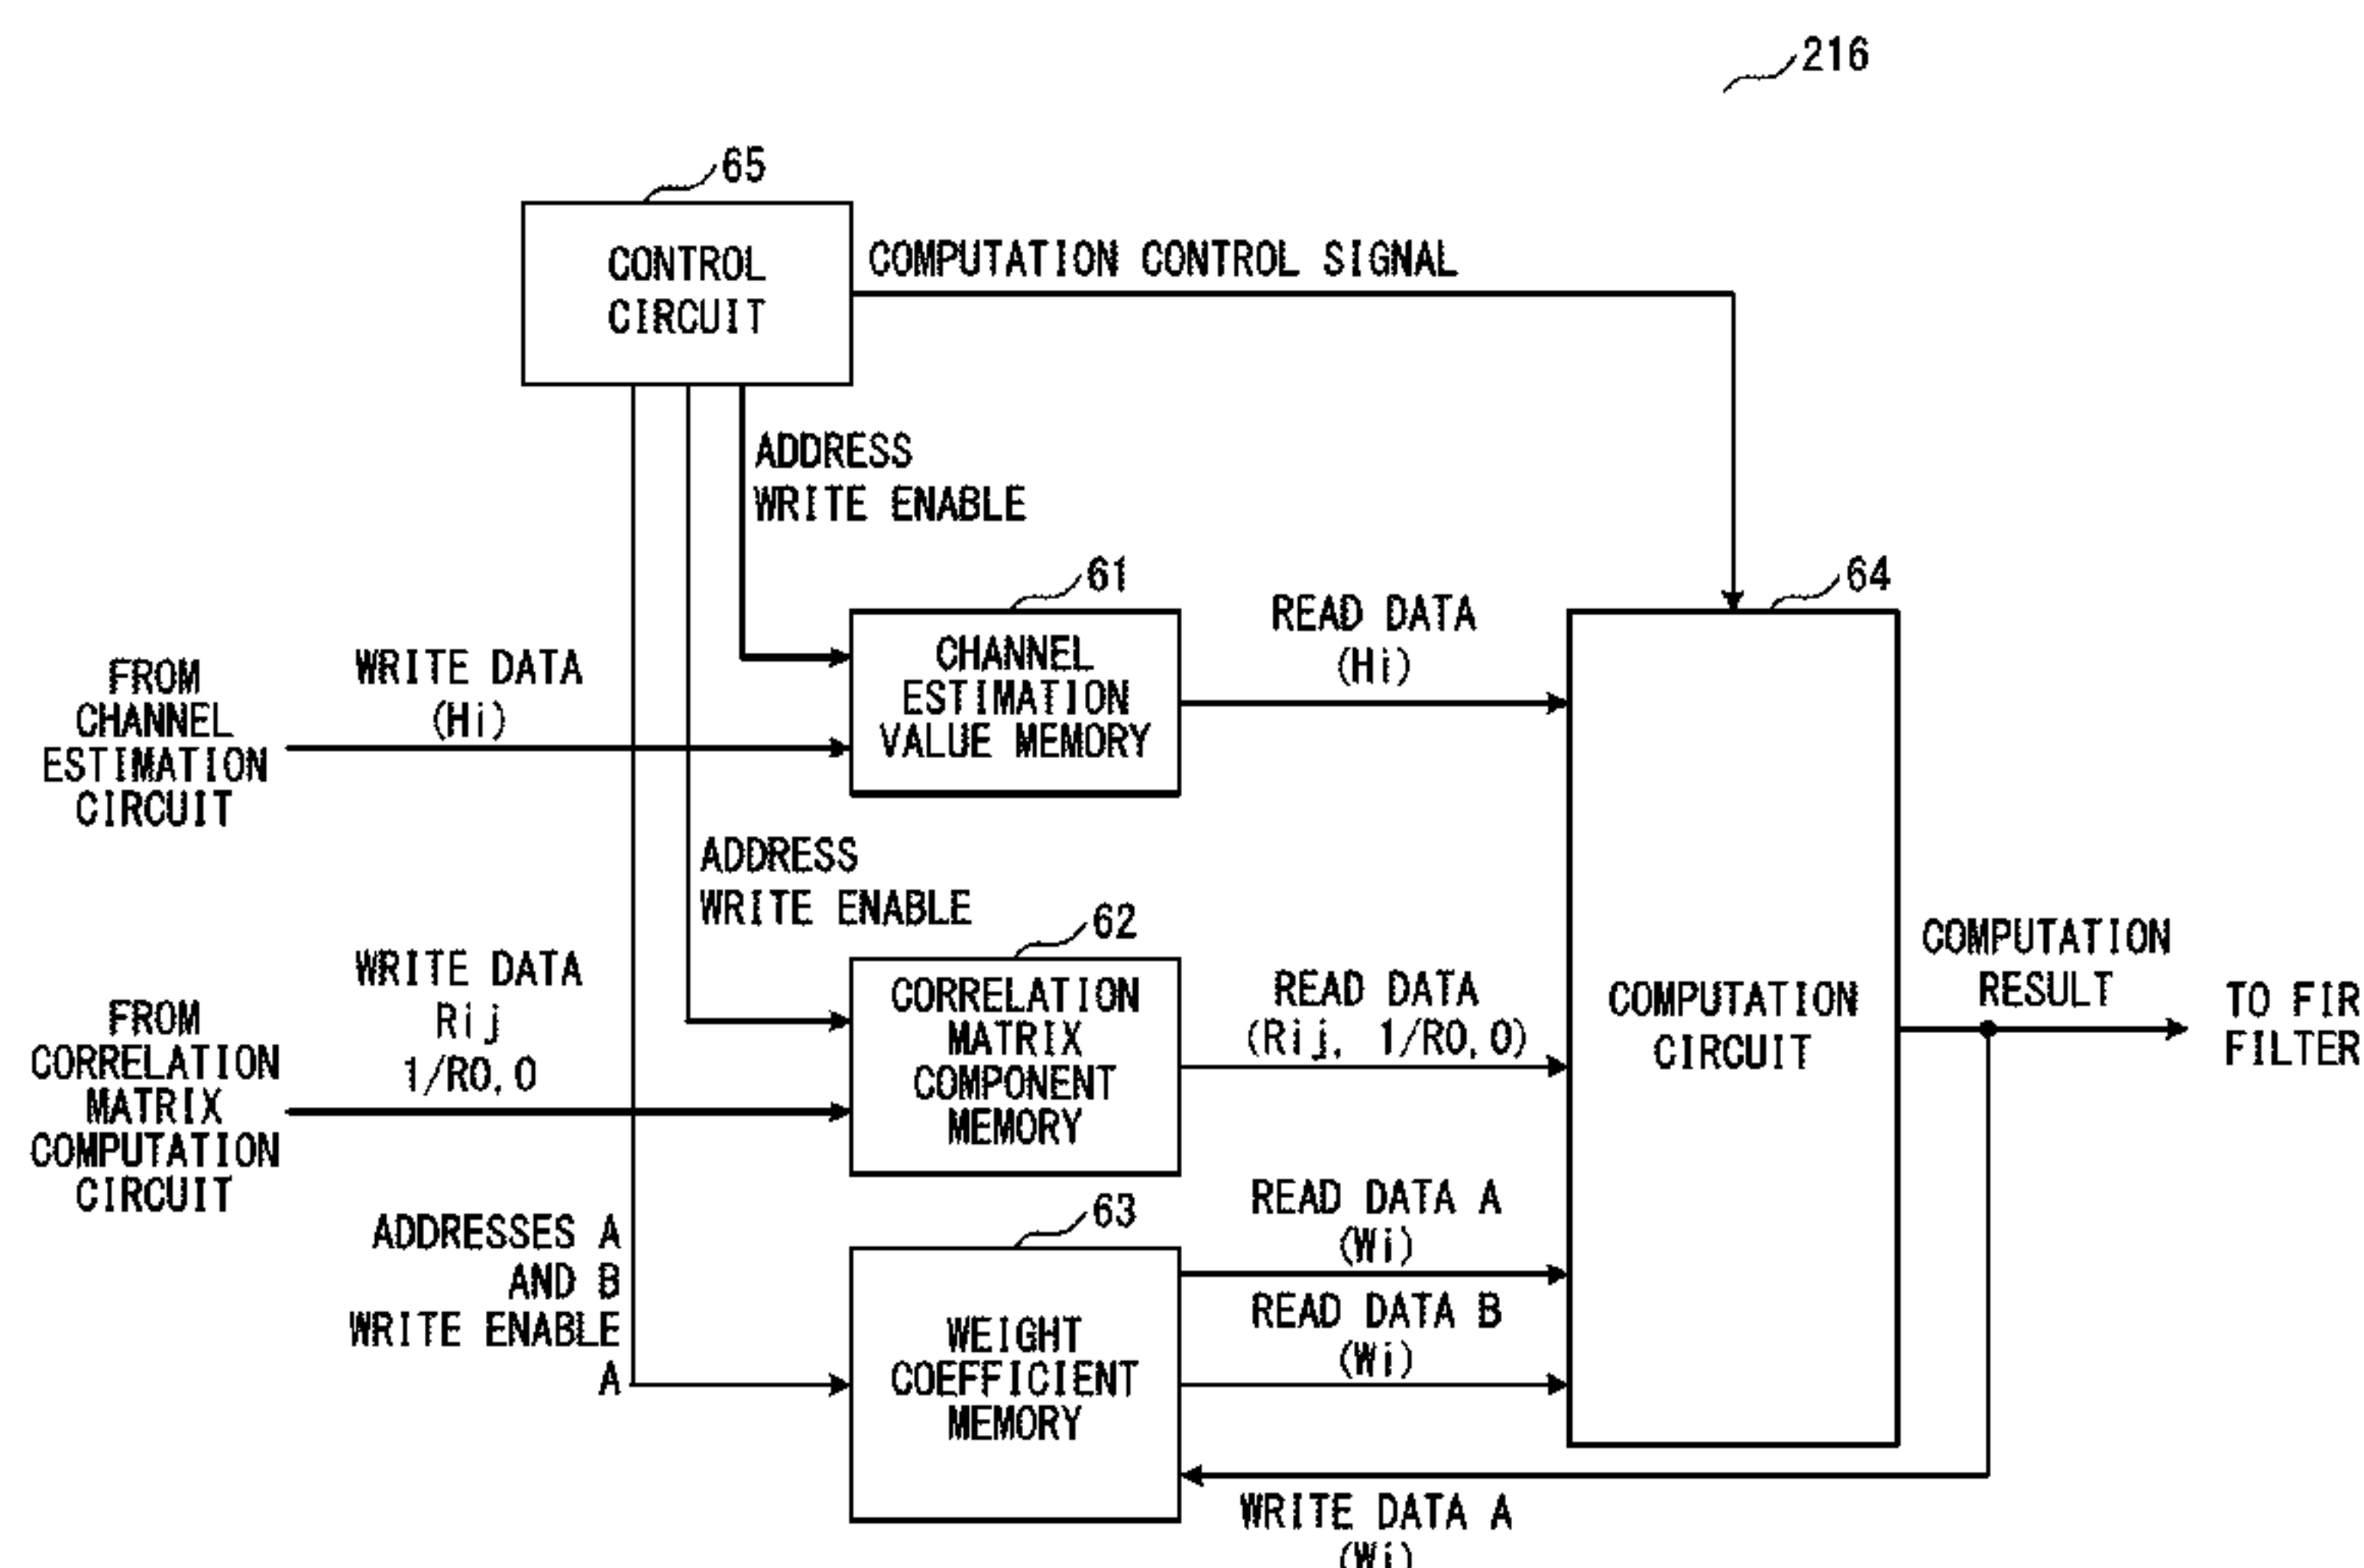 216
65
CONTROL
CIRCUIT
COMPUTATION CONTROL SIGNAL
ADDRESS
WRITE ENABLE
61
64
CHANNEL
ESTIMATION
VALUE MEMORY
READ DATA
(Hi)
FROM
CHANNEL
ESTIMATION
CIRCUIT
WRITE DATA
(Hi)
ADDRESS
WRITE ENABLE
62
FROM
CORRELATION
MATRIX
COMPUTATION
CIRCUIT
WRITE DATA
Rij
1/R0,0
CORRELATION
MATRIX
COMPONENT
MEMORY
READ DATA
(Rij, 1/R0,0)
COMPUTATION
CIRCUIT
COMPUTATION
RESULT
TO FIR
FILTER
ADDRESSES A
AND B
WRITE ENABLE
A
63
WEIGHT
COEFFICIENT
MEMORY
READ DATA A
(Wi)
READ DATA B
(Wi)
WRITE DATA A
(Wi)